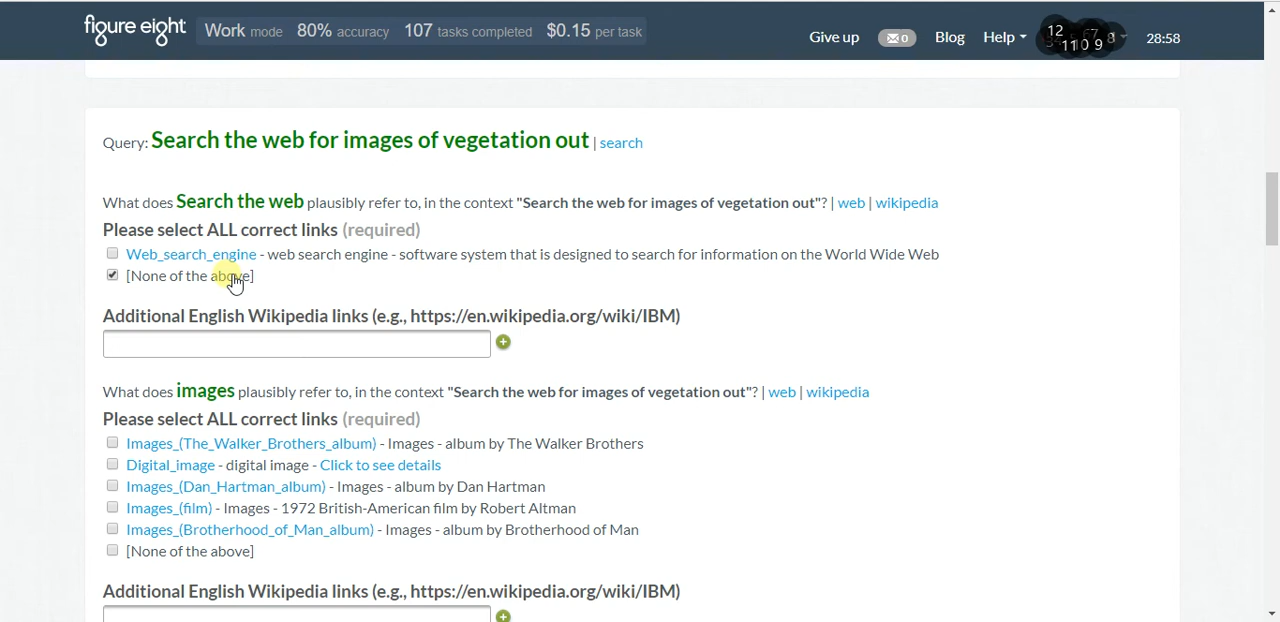 figure eight Work mode 80% accuracy 107 tasks completed $0.15 per task Give up 0 Blog Help 28:58
Query: Search the web for images of vegetation out | search
What does Search the web plausibly refer to, in the context "Search the web for images of vegetation out"? | web | wikipedia
Please select ALL correct links (required)
Web_search_engine - web search engine - software system that is designed to search for information on the World Wide Web
[None of the above]
Additional English Wikipedia links (e.g., https://en.wikipedia.org/wiki/IBM)
What does images plausibly refer to, in the context "Search the web for images of vegetation out"? | web | wikipedia
Please select ALL correct links (required)
Images_(The_Walker_Brothers_album) - Images - album by The Walker Brothers
Digital_image - digital image - Click to see details
Images_(Dan_Hartman_album) - Images - album by Dan Hartman
Images_(film) - Images - 1972 British-American film by Robert Altman
Images_(Brotherhood_of_Man_album) - Images - album by Brotherhood of Man
[None of the above]
Additional English Wikipedia links (e.g., https://en.wikipedia.org/wiki/IBM)